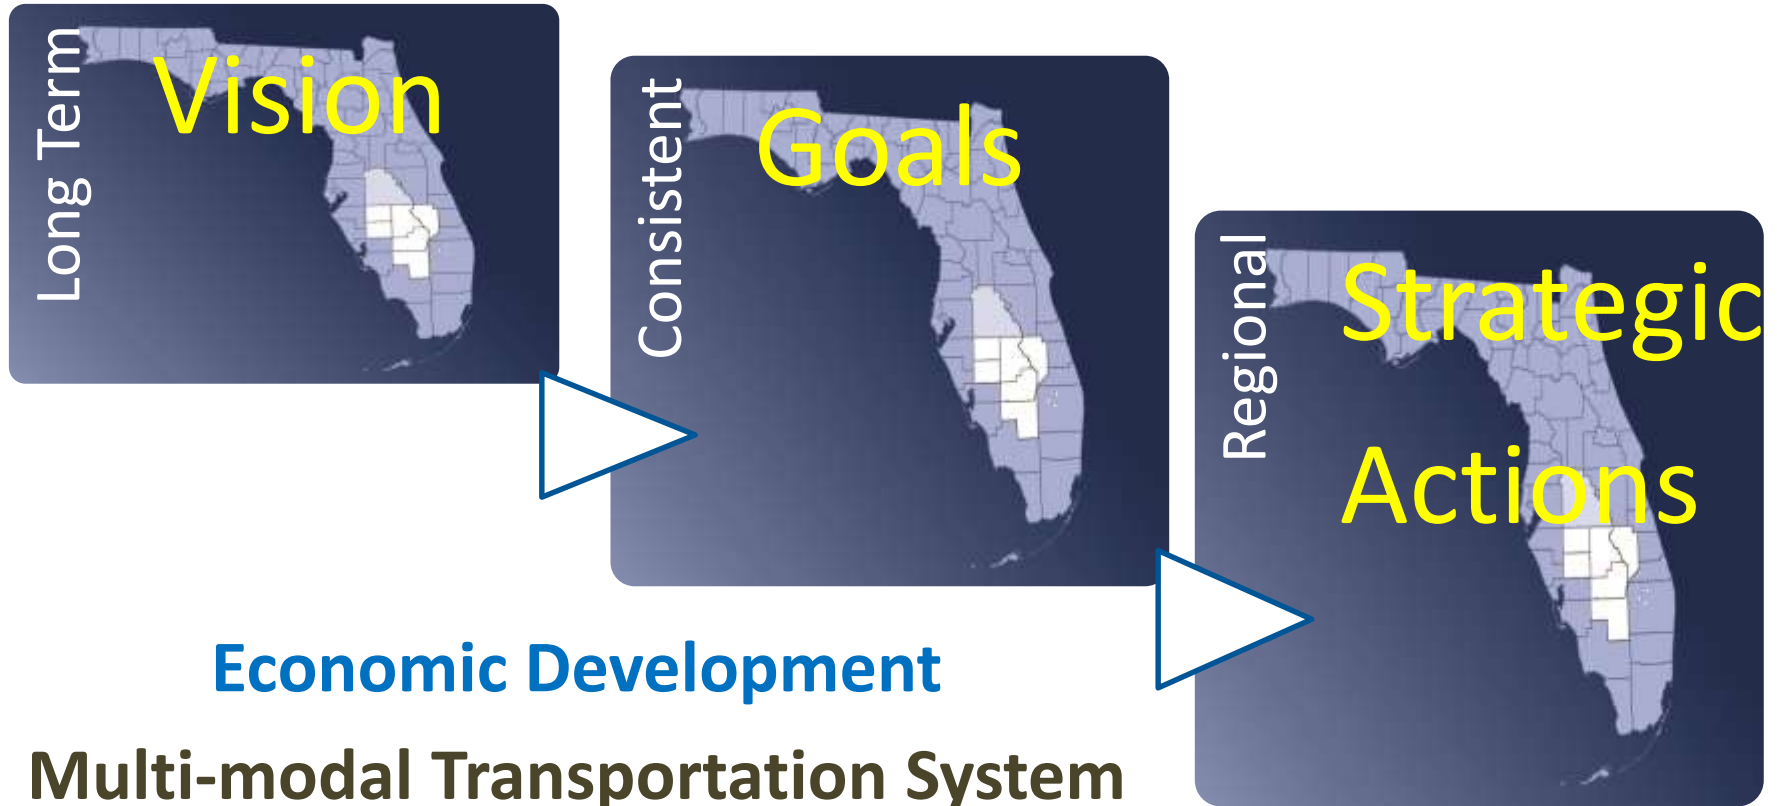 Long Term
Vision
Consistent
Goals
Regional
Strategic
Actions
Economic Development
Multi-modal Transportation System